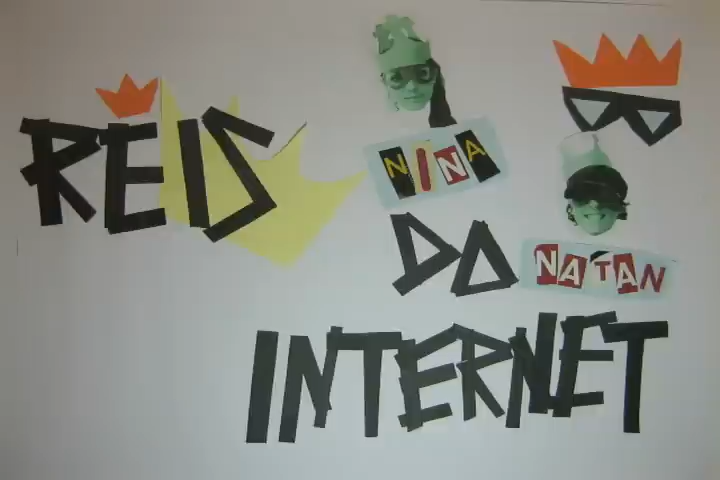 REIS
NINA
DA
NATAN
INTERNET